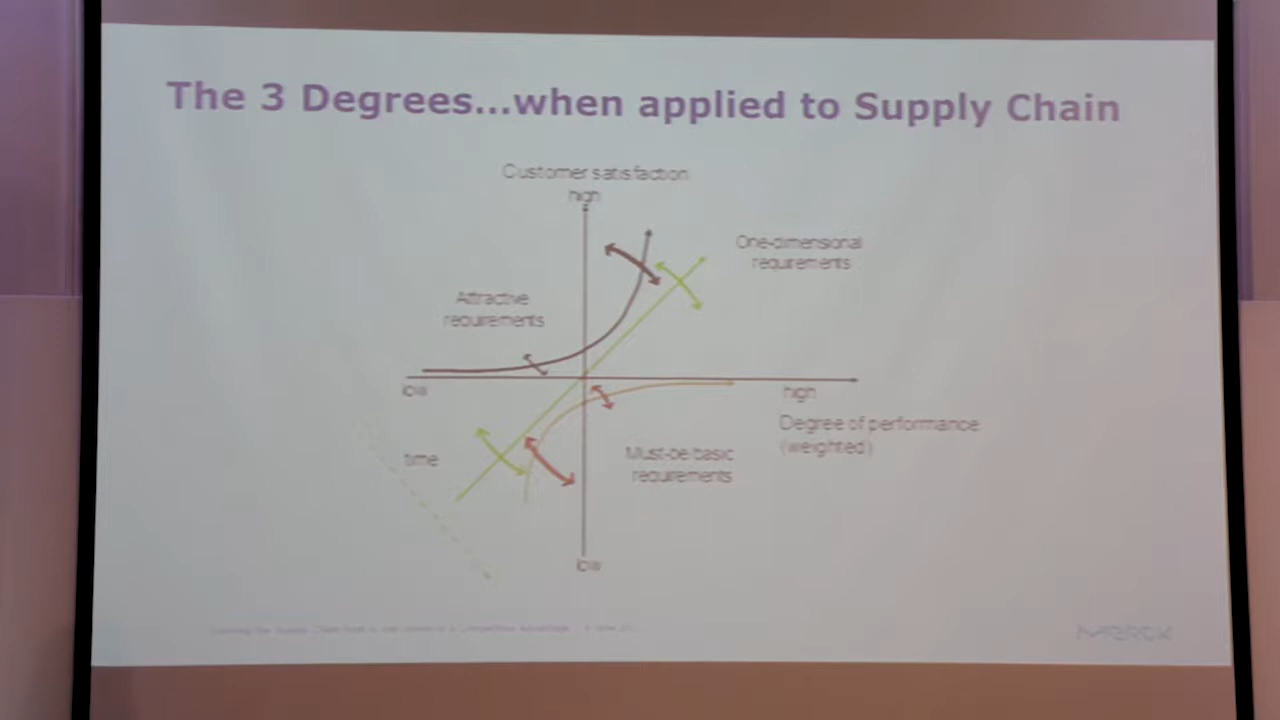 The 3 Degrees...when applied to Supply Chain
Customer satisfaction
high
One-dimensional
requirements
Attractive
requirements
low
high
Degree of performance
(weighted)
time
Must-be basic
requirements
low
MERCK